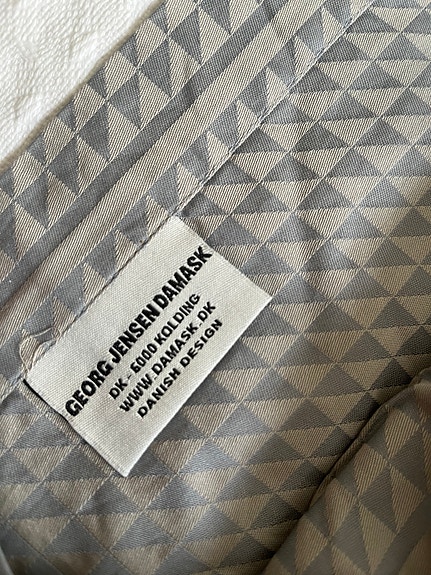 GEORG JENSEN DAMASK
DK - 6000 KOLDING
WWW.DAMASK.DK
DANISH DESIGN